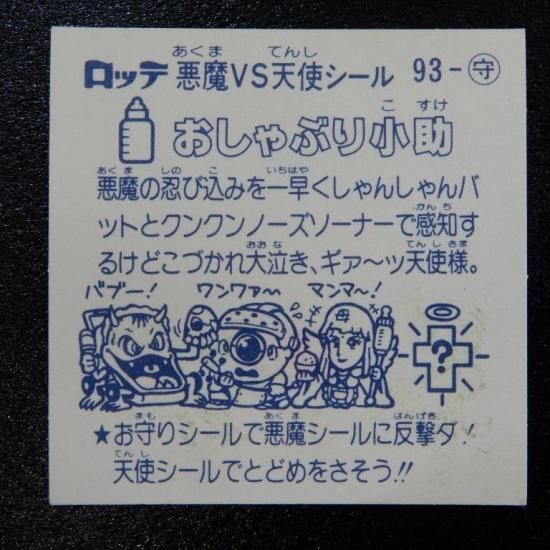 ロッテ 悪魔VS天使シール 93-守
おしゃぶり小助
悪魔の忍び込みを一早くしゃんしゃんバ
ットとクンクンノーズソーナーで感知す
るけどこづかれ大泣き、ギァ〜ッ天使様。
バブー! ワンワァ〜 マンマ〜!
?
★お守りシールで悪魔シールに反撃ダ!
天使シールでとどめをさそう!!